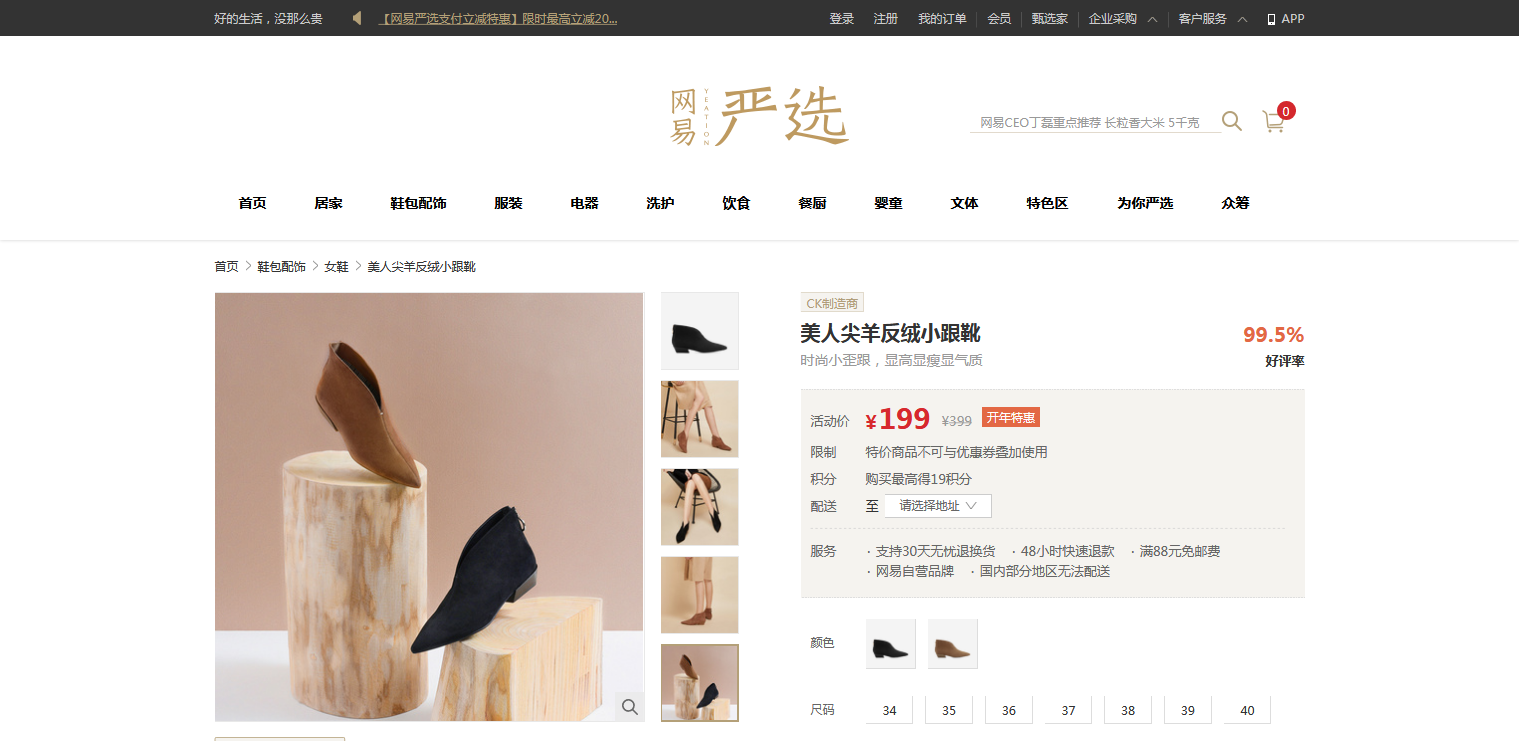 好的生活，没那么贵
【网易严选支付立减特惠】限时最高立减20...
登录 注册 我的订单 会员 甄选家 企业采购 客户服务 APP
网易 YEATION 严选
网易CEO丁磊重点推荐 长粒香大米 5千克
0
首页 居家 鞋包配饰 服装 电器 洗护 饮食 餐厨 婴童 文体 特色区 为你严选 众筹
首页 > 鞋包配饰 > 女鞋 > 美人尖羊反绒小跟靴
CK制造商
美人尖羊反绒小跟靴
99.5%
时尚小歪跟，显高显瘦显气质
好评率
活动价 ¥199 ¥399 开年特惠
限制 特价商品不可与优惠券叠加使用
积分 购买最高得19积分
配送 至 请选择地址
服务 · 支持30天无忧退换货 · 48小时快速退款 · 满88元免邮费
· 网易自营品牌 · 国内部分地区无法配送
颜色
尺码 34 35 36 37 38 39 40